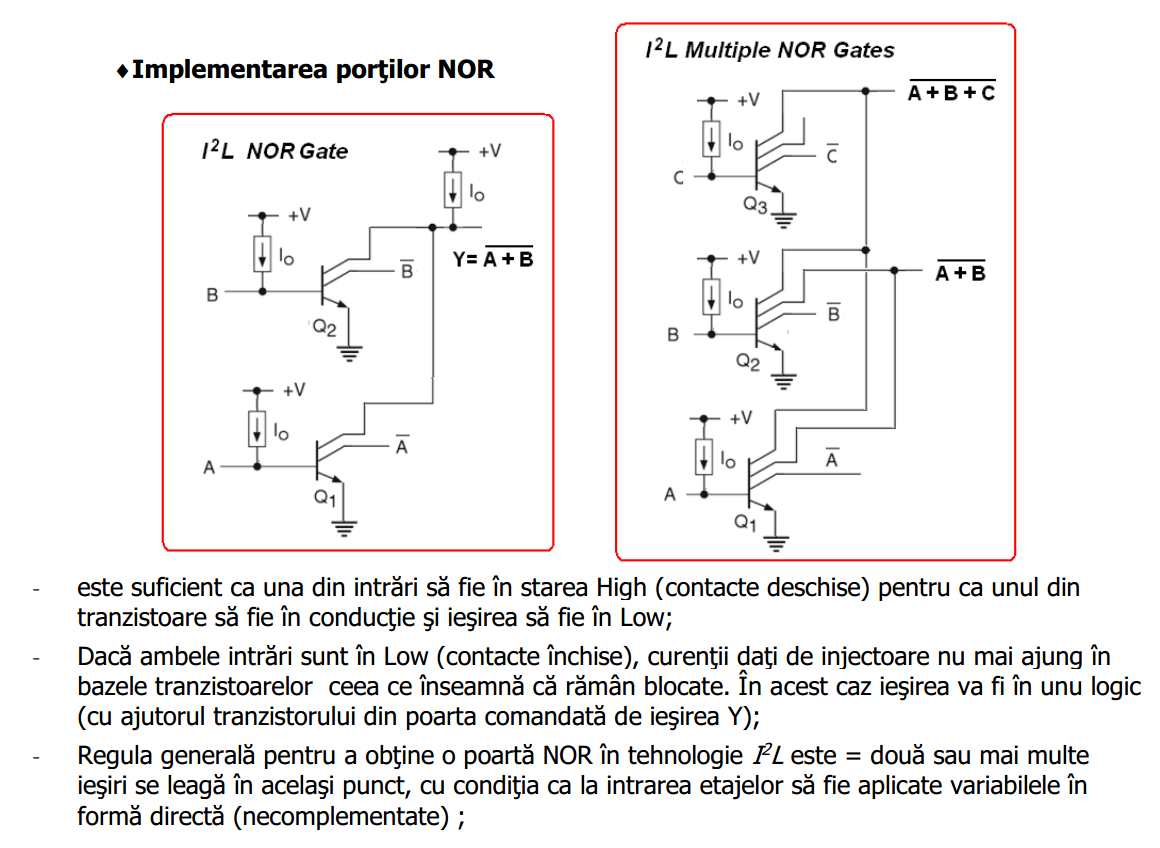 ♦Implementarea porţilor NOR
I²L NOR Gate
+V
I₀
+V
I₀
B
B̅
Y= A̅ ̅+̅ ̅B̅
Q2
+V
I₀
A
A̅
Q1
I²L Multiple NOR Gates
A̅ ̅+̅ ̅B̅ ̅+̅ ̅C̅
+V
I₀
C̅
C
Q3
+V
A̅ ̅+̅ ̅B̅
I₀
B̅
B
Q2
+V
I₀
A̅
A
Q1
- este suficient ca una din intrări să fie în starea High (contacte deschise) pentru ca unul din
tranzistoare să fie în conducţie şi ieşirea să fie în Low;
- Dacă ambele intrări sunt în Low (contacte închise), curenţii daţi de injectoare nu mai ajung în
bazele tranzistoarelor ceea ce înseamnă că rămân blocate. În acest caz ieşirea va fi în unu logic
(cu ajutorul tranzistorului din poarta comandată de ieşirea Y);
- Regula generală pentru a obţine o poartă NOR în tehnologie I²L este = două sau mai multe
ieşiri se leagă în acelaşi punct, cu condiţia ca la intrarea etajelor să fie aplicate variabilele în
formă directă (necomplementate) ;